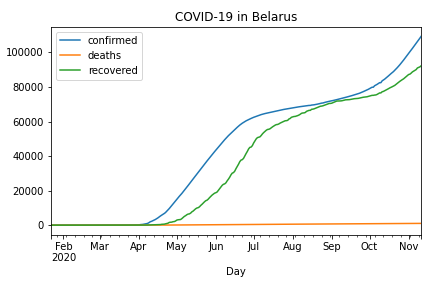 COVID-19 in Belarus
confirmed
deaths
recovered
100000
80000
60000
40000
20000
0
Feb Mar Apr May Jun Jul Aug Sep Oct Nov
2020
Day